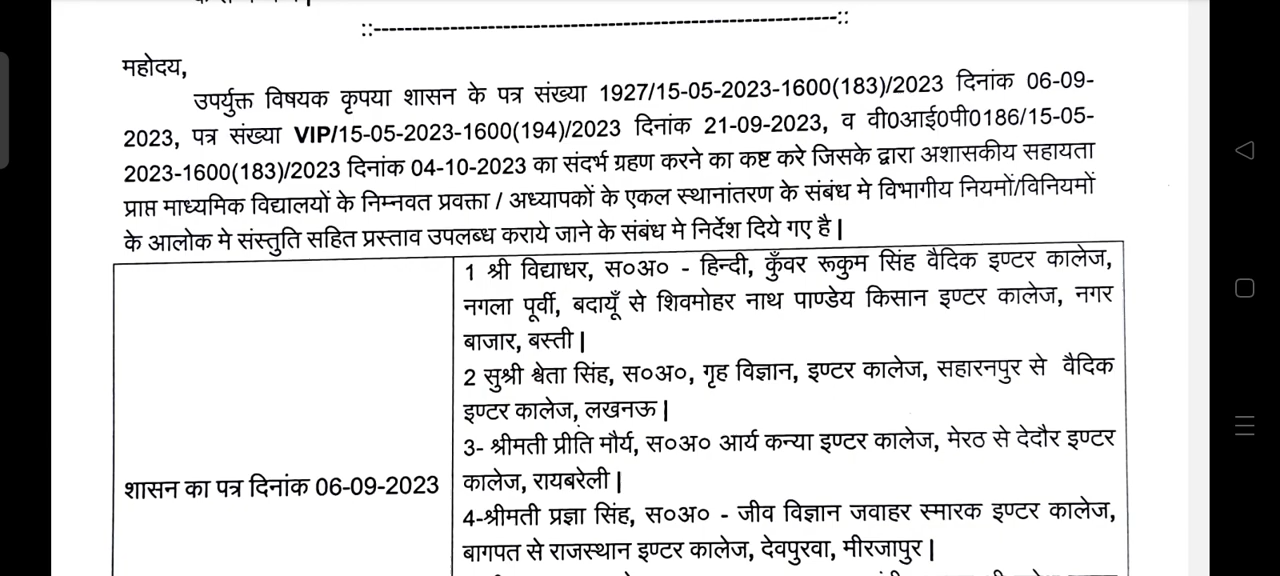 ::-----------------------------------------------------------::
महोदय,
उपर्युक्त विषयक कृपया शासन के पत्र संख्या 1927/15-05-2023-1600(183)/2023 दिनांक 06-09-
2023, पत्र संख्या VIP/15-05-2023-1600(194)/2023 दिनांक 21-09-2023, व वी0आई0पी0186/15-05-
2023-1600(183)/2023 दिनांक 04-10-2023 का संदर्भ ग्रहण करने का कष्ट करे जिसके द्वारा अशासकीय सहायता
प्राप्त माध्यमिक विद्यालयों के निम्नवत प्रवक्ता / अध्यापकों के एकल स्थानांतरण के संबंध मे विभागीय नियमों/विनियमों
के आलोक मे संस्तुति सहित प्रस्ताव उपलब्ध कराये जाने के संबंध मे निर्देश दिये गए है|
शासन का पत्र दिनांक 06-09-2023
1 श्री विद्याधर, स०अ० - हिन्दी, कुँवर रूकुम सिंह वैदिक इण्टर कालेज,
नगला पूर्वी, बदायूँ से शिवमोहर नाथ पाण्डेय किसान इण्टर कालेज, नगर
बाजार, बस्ती|
2 सुश्री श्वेता सिंह, स०अ०, गृह विज्ञान, इण्टर कालेज, सहारनपुर से वैदिक
इण्टर कालेज, लखनऊ|
3- श्रीमती प्रीति मौर्य, स०अ० आर्य कन्या इण्टर कालेज, मेरठ से देदौर इण्टर
कालेज, रायबरेली|
4-श्रीमती प्रज्ञा सिंह, स०अ० - जीव विज्ञान जवाहर स्मारक इण्टर कालेज,
बागपत से राजस्थान इण्टर कालेज, देवपुरवा, मीरजापुर|